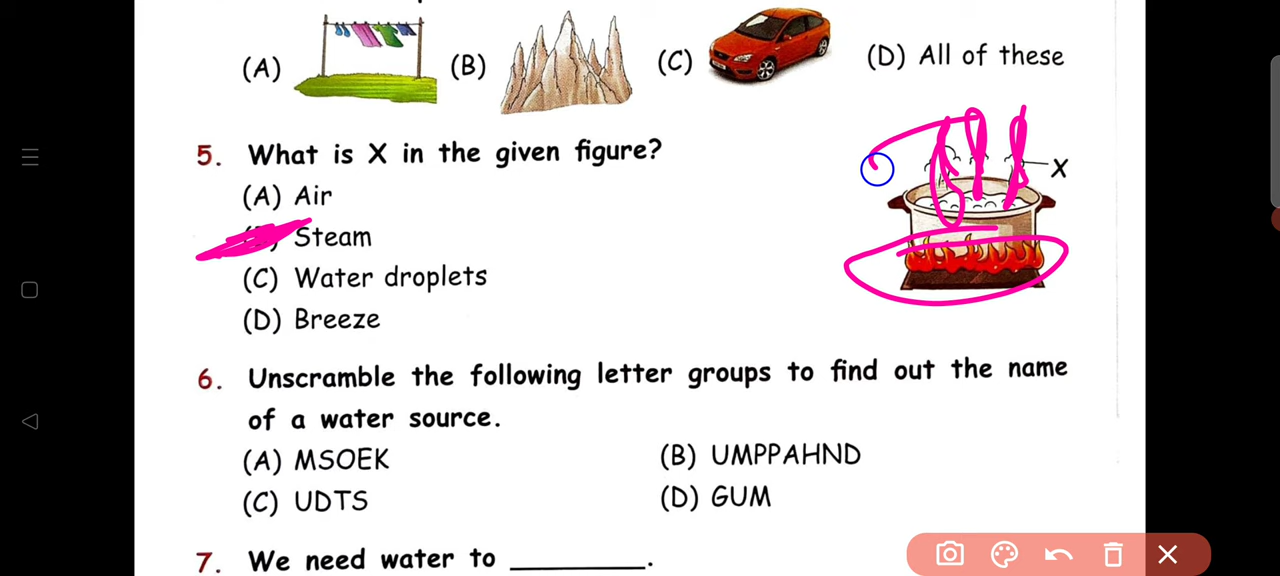 (A) (B) (C) (D) All of these
5. What is X in the given figure?
X
(A) Air
Steam
(C) Water droplets
(D) Breeze
6. Unscramble the following letter groups to find out the name
of a water source.
(A) MSOEK (B) UMPPAHND
(C) UDTS (D) GUM
7. We need water to ________.